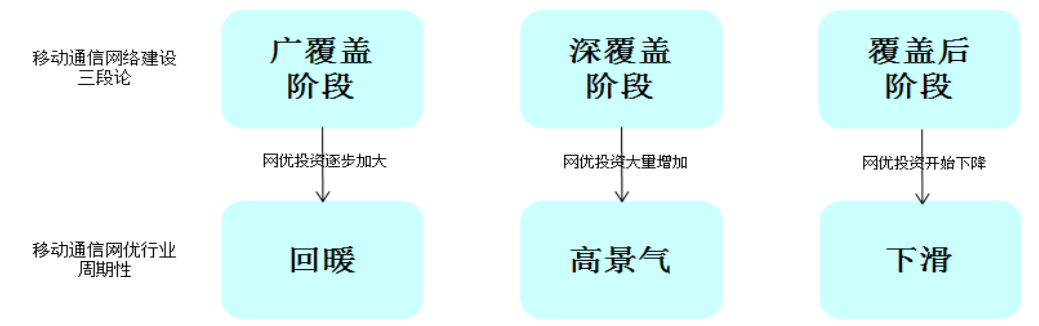 移动通信网络建设
三段论
广覆盖
阶段
深覆盖
阶段
覆盖后
阶段
网优投资逐步加大
网优投资大量增加
网优投资开始下降
移动通信网优行业
周期性
回暖
高景气
下滑